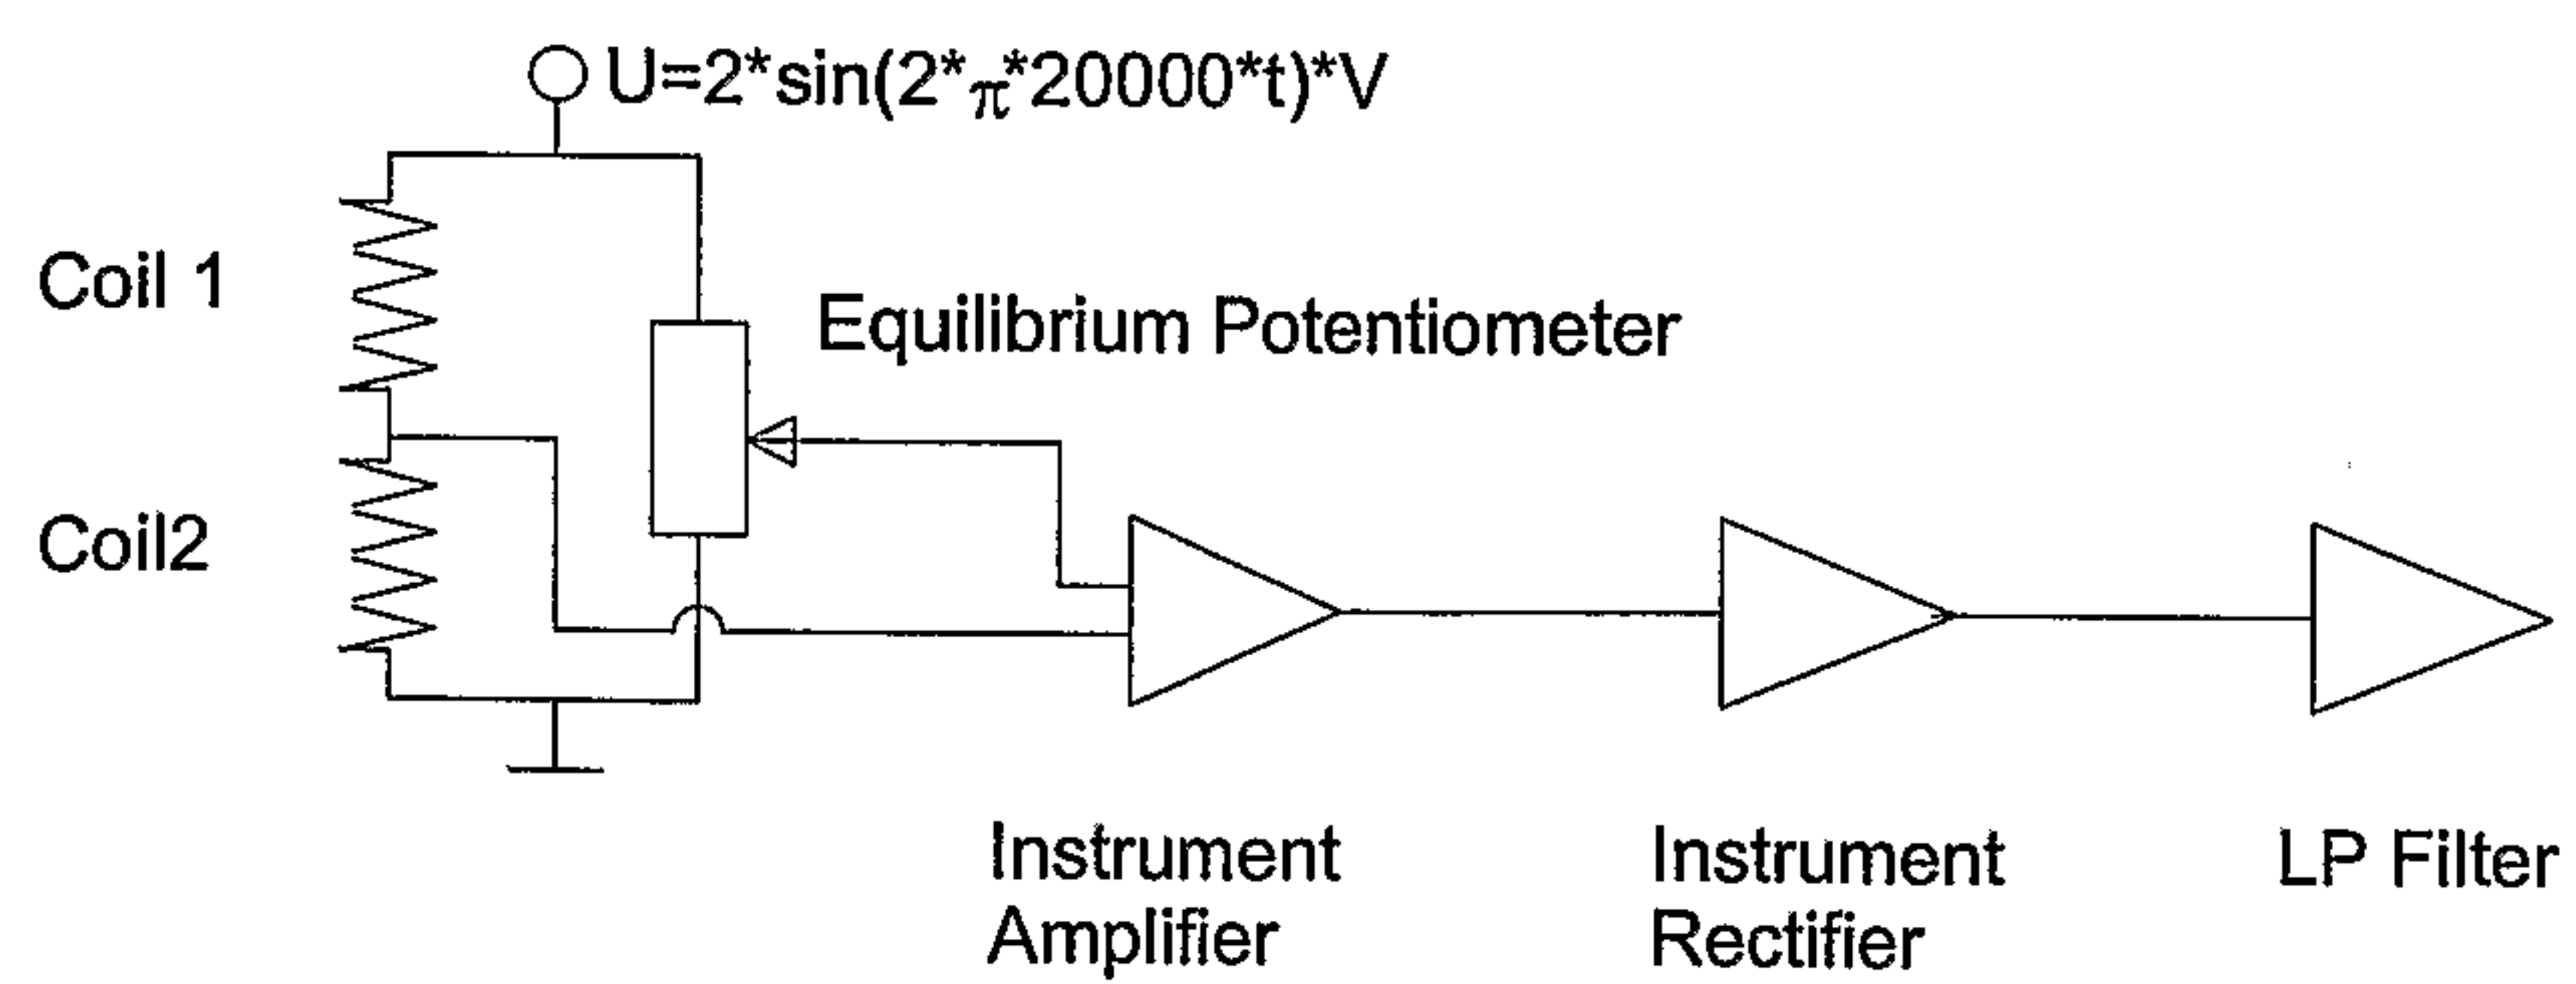 U=2*sin(2*π*20000*t)*V
Coil 1
Equilibrium Potentiometer
Coil2
Instrument
Amplifier
Instrument
Rectifier
LP Filter